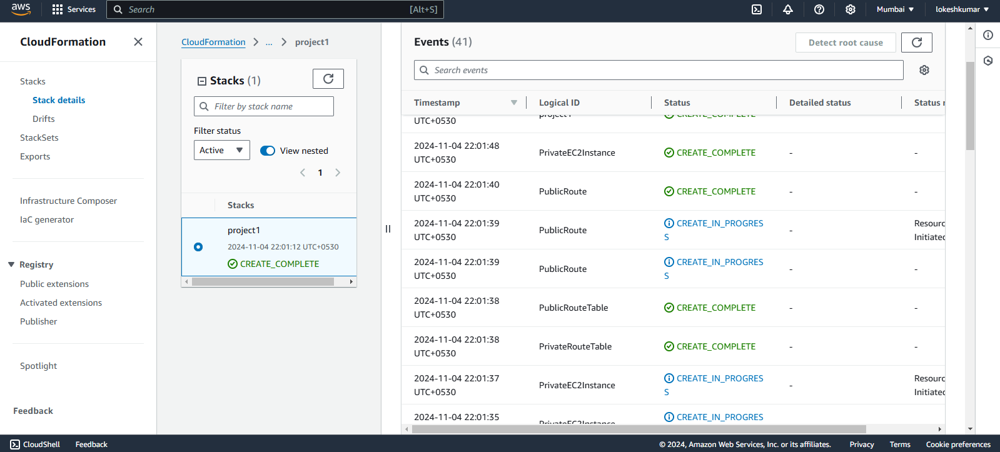 aws
Services
Search
[Alt+S]
Mumbai
lokeshkumar
CloudFormation
Stacks
Stack details
Drifts
StackSets
Exports
Infrastructure Composer
IaC generator
Registry
Public extensions
Activated extensions
Publisher
Spotlight
Feedback
CloudFormation
...
project1
Stacks (1)
Filter by stack name
Filter status
Active
View nested
1
Stacks
project1
2024-11-04 22:01:12 UTC+0530
CREATE_COMPLETE
Events (41)
Detect root cause
Search events
Timestamp
Logical ID
Status
Detailed status
Status
UTC+0530
project1
CREATE_COMPLETE
2024-11-04 22:01:48
UTC+0530
PrivateEC2Instance
CREATE_COMPLETE
-
-
2024-11-04 22:01:40
UTC+0530
PublicRoute
CREATE_COMPLETE
-
-
2024-11-04 22:01:39
UTC+0530
PublicRoute
CREATE_IN_PROGRES
S
-
Resourc
Initiated
2024-11-04 22:01:39
UTC+0530
PublicRoute
CREATE_IN_PROGRES
S
-
-
2024-11-04 22:01:38
UTC+0530
PublicRouteTable
CREATE_COMPLETE
-
-
2024-11-04 22:01:38
UTC+0530
PrivateRouteTable
CREATE_COMPLETE
-
-
2024-11-04 22:01:37
UTC+0530
PrivateEC2Instance
CREATE_IN_PROGRES
S
-
Resourc
Initiated
2024-11-04 22:01:35
PrivateEC2Instance
CREATE_IN_PROGRES
CloudShell
Feedback
© 2024, Amazon Web Services, Inc. or its affiliates.
Privacy
Terms
Cookie preferences